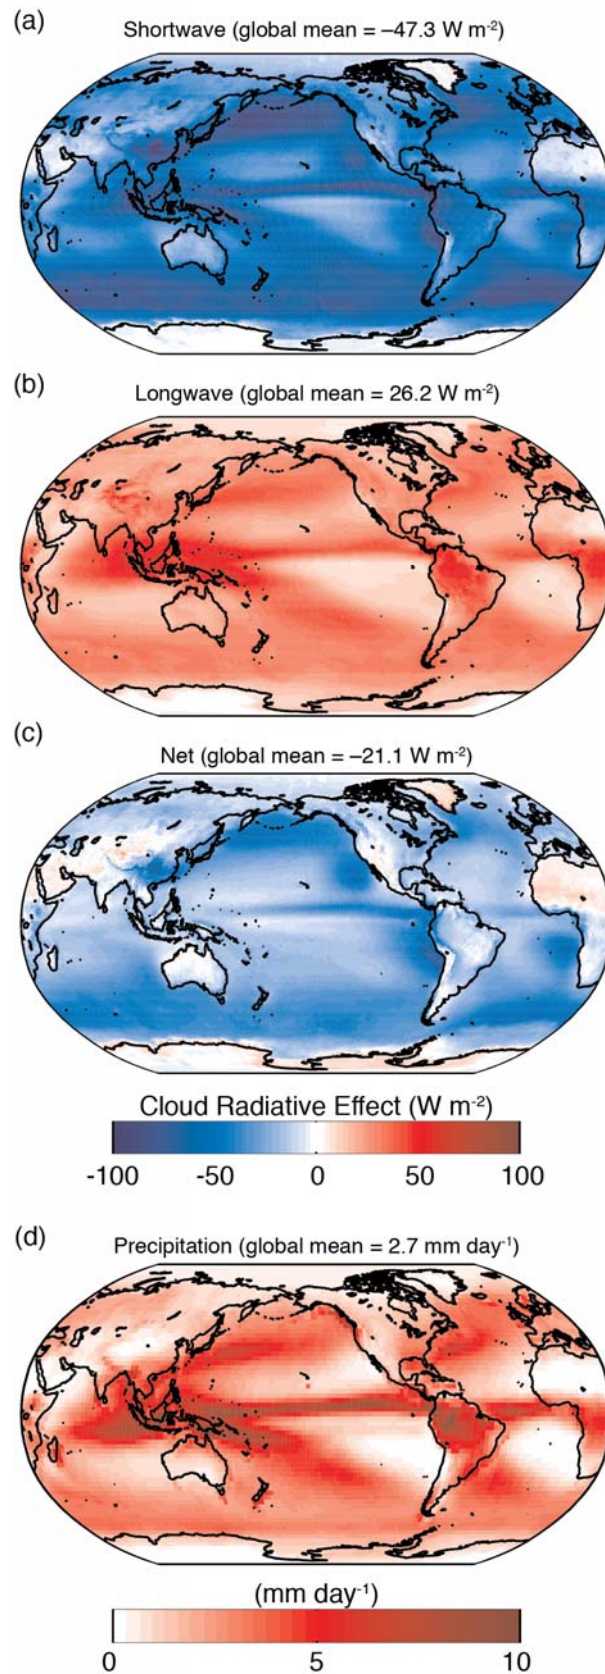 (a)
Shortwave (global mean = –47.3 W m⁻²)
(b)
Longwave (global mean = 26.2 W m⁻²)
(c)
Net (global mean = –21.1 W m⁻²)
Cloud Radiative Effect (W m⁻²)
-100 -50 0 50 100
(d)
Precipitation (global mean = 2.7 mm day⁻¹)
(mm day⁻¹)
0 5 10